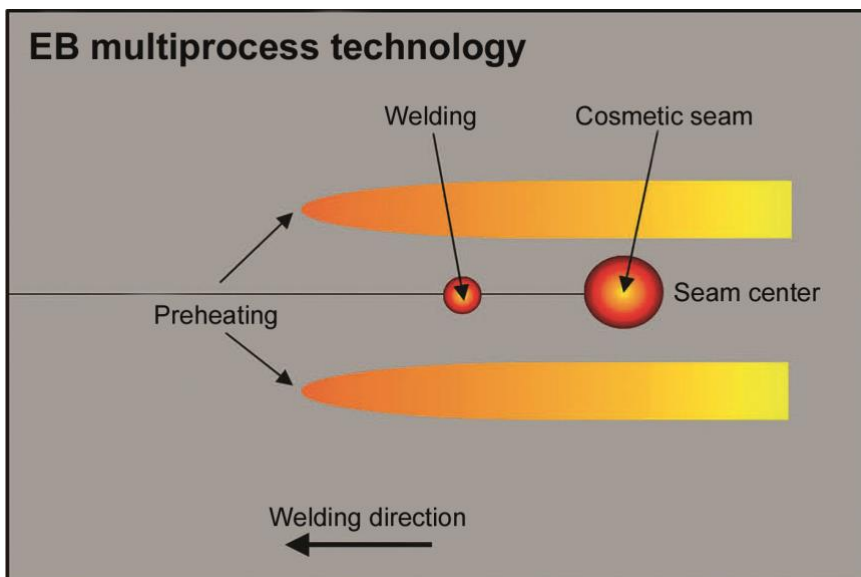 EB multiprocess technology
Welding
Cosmetic seam
Seam center
Preheating
Welding direction